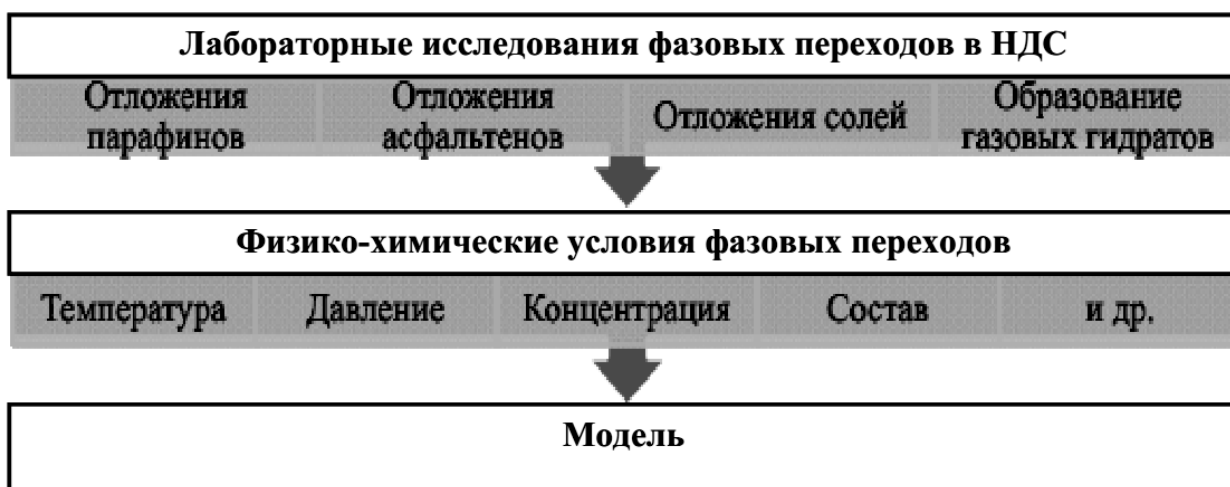 Лабораторные исследования фазовых переходов в НДС
Отложения парафинов
Отложения асфальтенов
Отложения солей
Образование газовых гидратов
Физико-химические условия фазовых переходов
Температура
Давление
Концентрация
Состав
и др.
Модель